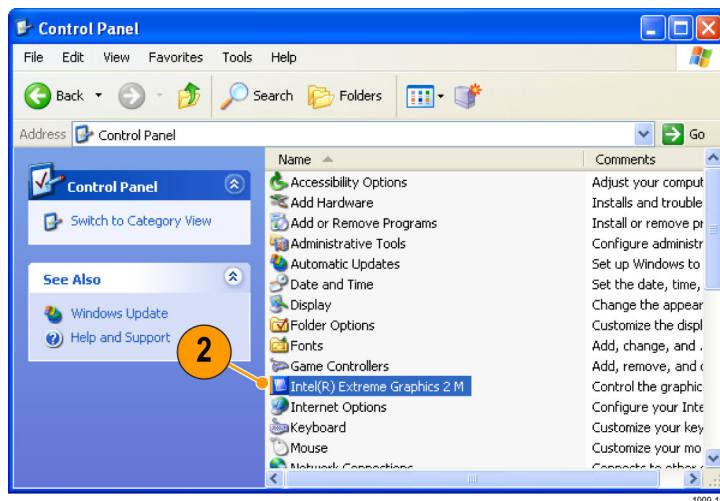 Control Panel
File Edit View Favorites Tools Help
Back Search Folders
Address Control Panel Go
Control Panel
Switch to Category View
See Also
Windows Update
Help and Support
2
Name Comments
Accessibility Options Adjust your comput
Add Hardware Installs and trouble
Add or Remove Programs Install or remove pr
Administrative Tools Configure administr
Automatic Updates Set up Windows to
Date and Time Set the date, time,
Display Change the appear
Folder Options Customize the displ
Fonts Add, change, and
Game Controllers Add, remove, and
Intel(R) Extreme Graphics 2 M Control the graphic
Internet Options Configure your Inte
Keyboard Customize your key
Mouse Customize your mo
Network Connections Connects to other